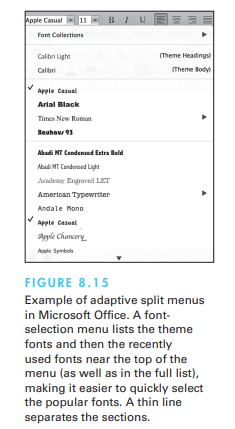 Apple Casual 11 B I U
Font Collections
Calibri Light (Theme Headings)
Calibri (Theme Body)
Apple Casual
Arial Black
Times New Roman
Bauhaus 93
Abadi MT Condensed Extra Bold
Abadi MT Condensed Light
Academy Engraved LET
American Typewriter
Andale Mono
Apple Casual
Apple Chancery
Apple Symbols
FIGURE 8.15
Example of adaptive split menus
in Microsoft Office. A font-
selection menu lists the theme
fonts and then the recently
used fonts near the top of the
menu (as well as in the full list),
making it easier to quickly select
the popular fonts. A thin line
separates the sections.